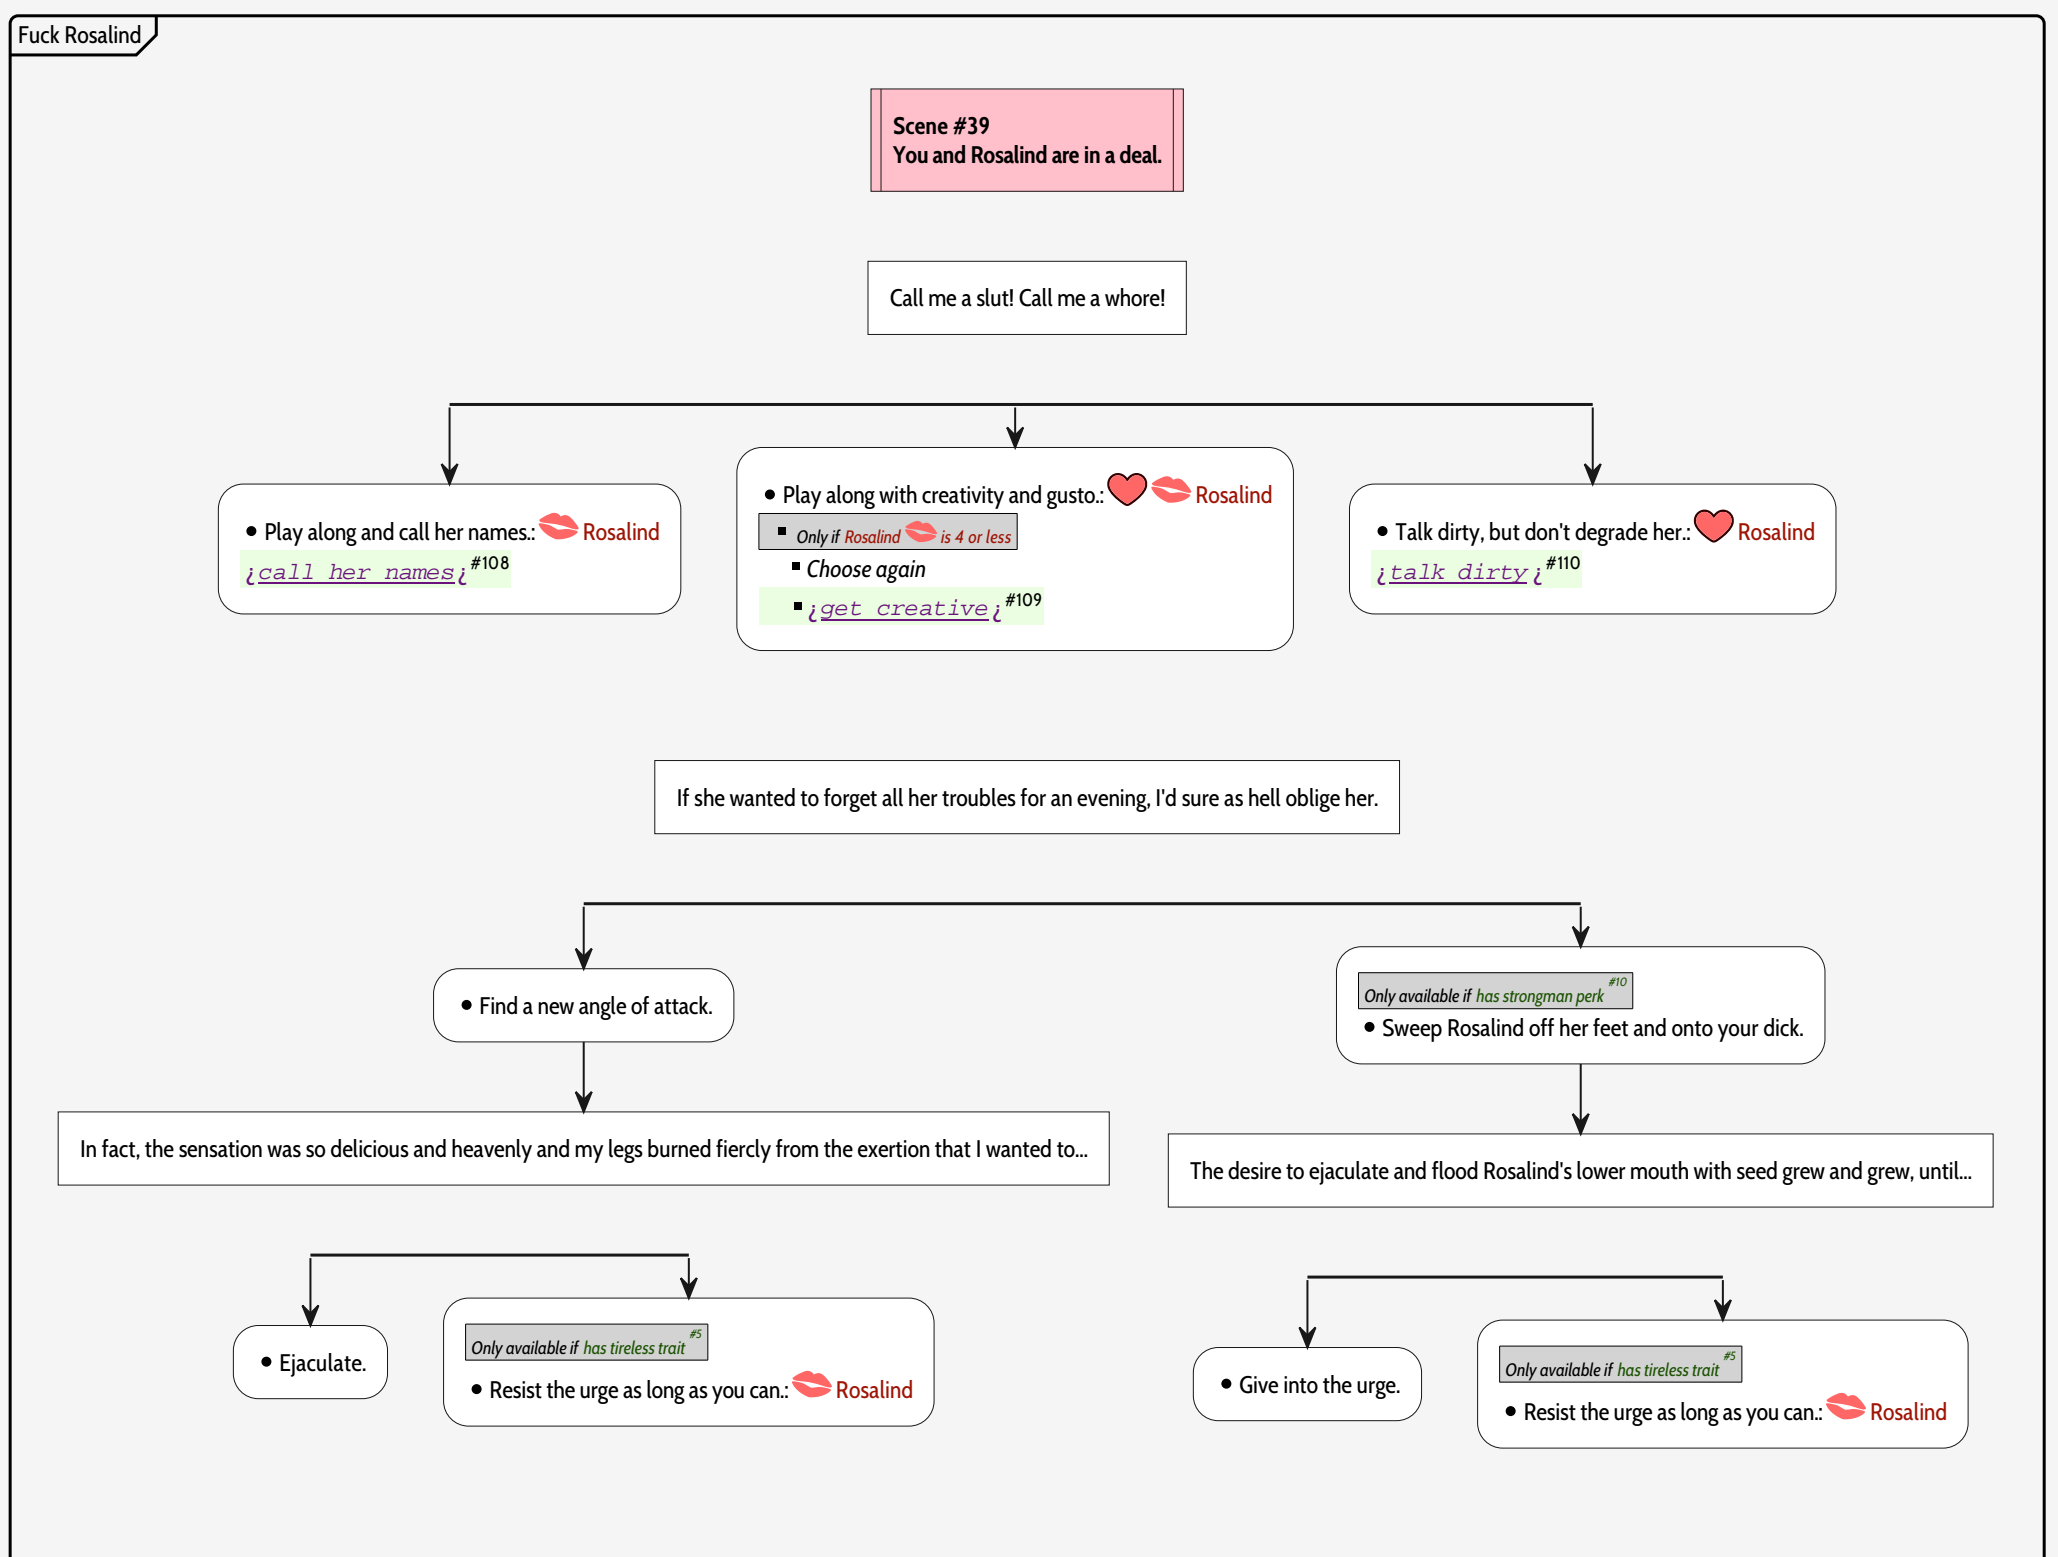 Fuck Rosalind
Scene #39
You and Rosalind are in a deal.
Call me a slut! Call me a whore!
• Play along and call her names.: Rosalind
¿call her names¿#108
• Play along with creativity and gusto.: Rosalind
▪ Only if Rosalind is 4 or less
▪ Choose again
▪ ¿get creative¿#109
• Talk dirty, but don't degrade her.: Rosalind
¿talk dirty¿#110
If she wanted to forget all her troubles for an evening, I'd sure as hell oblige her.
• Find a new angle of attack.
Only available if has strongman perk #10
• Sweep Rosalind off her feet and onto your dick.
In fact, the sensation was so delicious and heavenly and my legs burned fiercly from the exertion that I wanted to...
The desire to ejaculate and flood Rosalind's lower mouth with seed grew and grew, until...
• Ejaculate.
Only available if has tireless trait #5
• Resist the urge as long as you can.: Rosalind
• Give into the urge.
Only available if has tireless trait #5
• Resist the urge as long as you can.: Rosalind